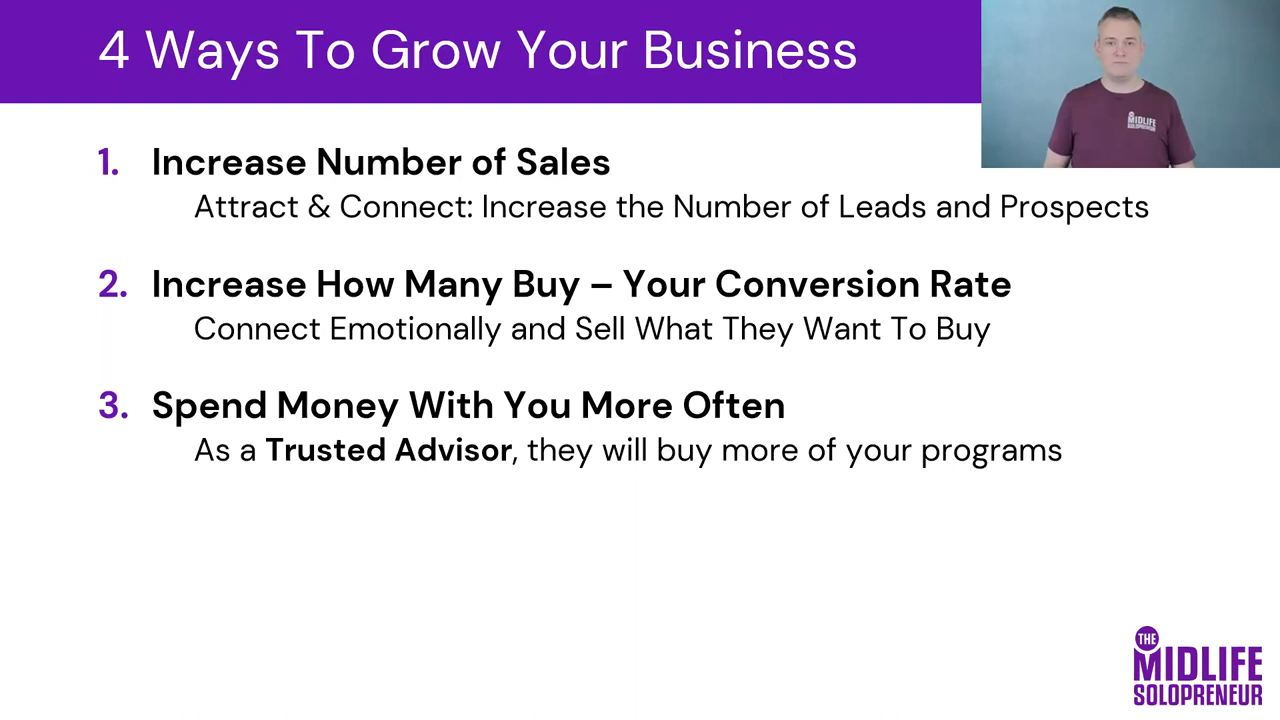 4 Ways To Grow Your Business
MIDLIFE
SOLOPRENEUR
1. Increase Number of Sales
Attract & Connect: Increase the Number of Leads and Prospects
2. Increase How Many Buy – Your Conversion Rate
Connect Emotionally and Sell What They Want To Buy
3. Spend Money With You More Often
As a Trusted Advisor, they will buy more of your programs
THE
MIDLIFE
SOLOPRENEUR